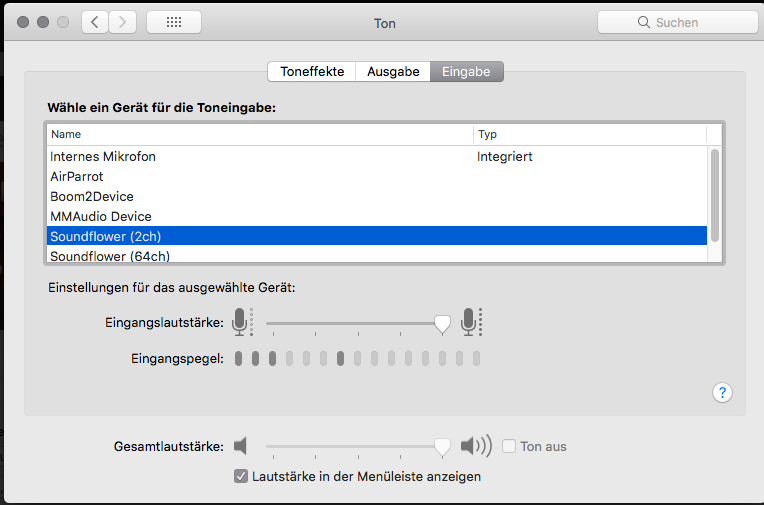 Ton
Suchen
Toneffekte Ausgabe Eingabe
Wähle ein Gerät für die Toneingabe:
Name Typ
Internes Mikrofon Integriert
AirParrot
Boom2Device
MMAudio Device
Soundflower (2ch)
Soundflower (64ch)
Einstellungen für das ausgewählte Gerät:
Eingangslautstärke:
Eingangspegel:
?
Gesamtlautstärke: Ton aus
Lautstärke in der Menüleiste anzeigen